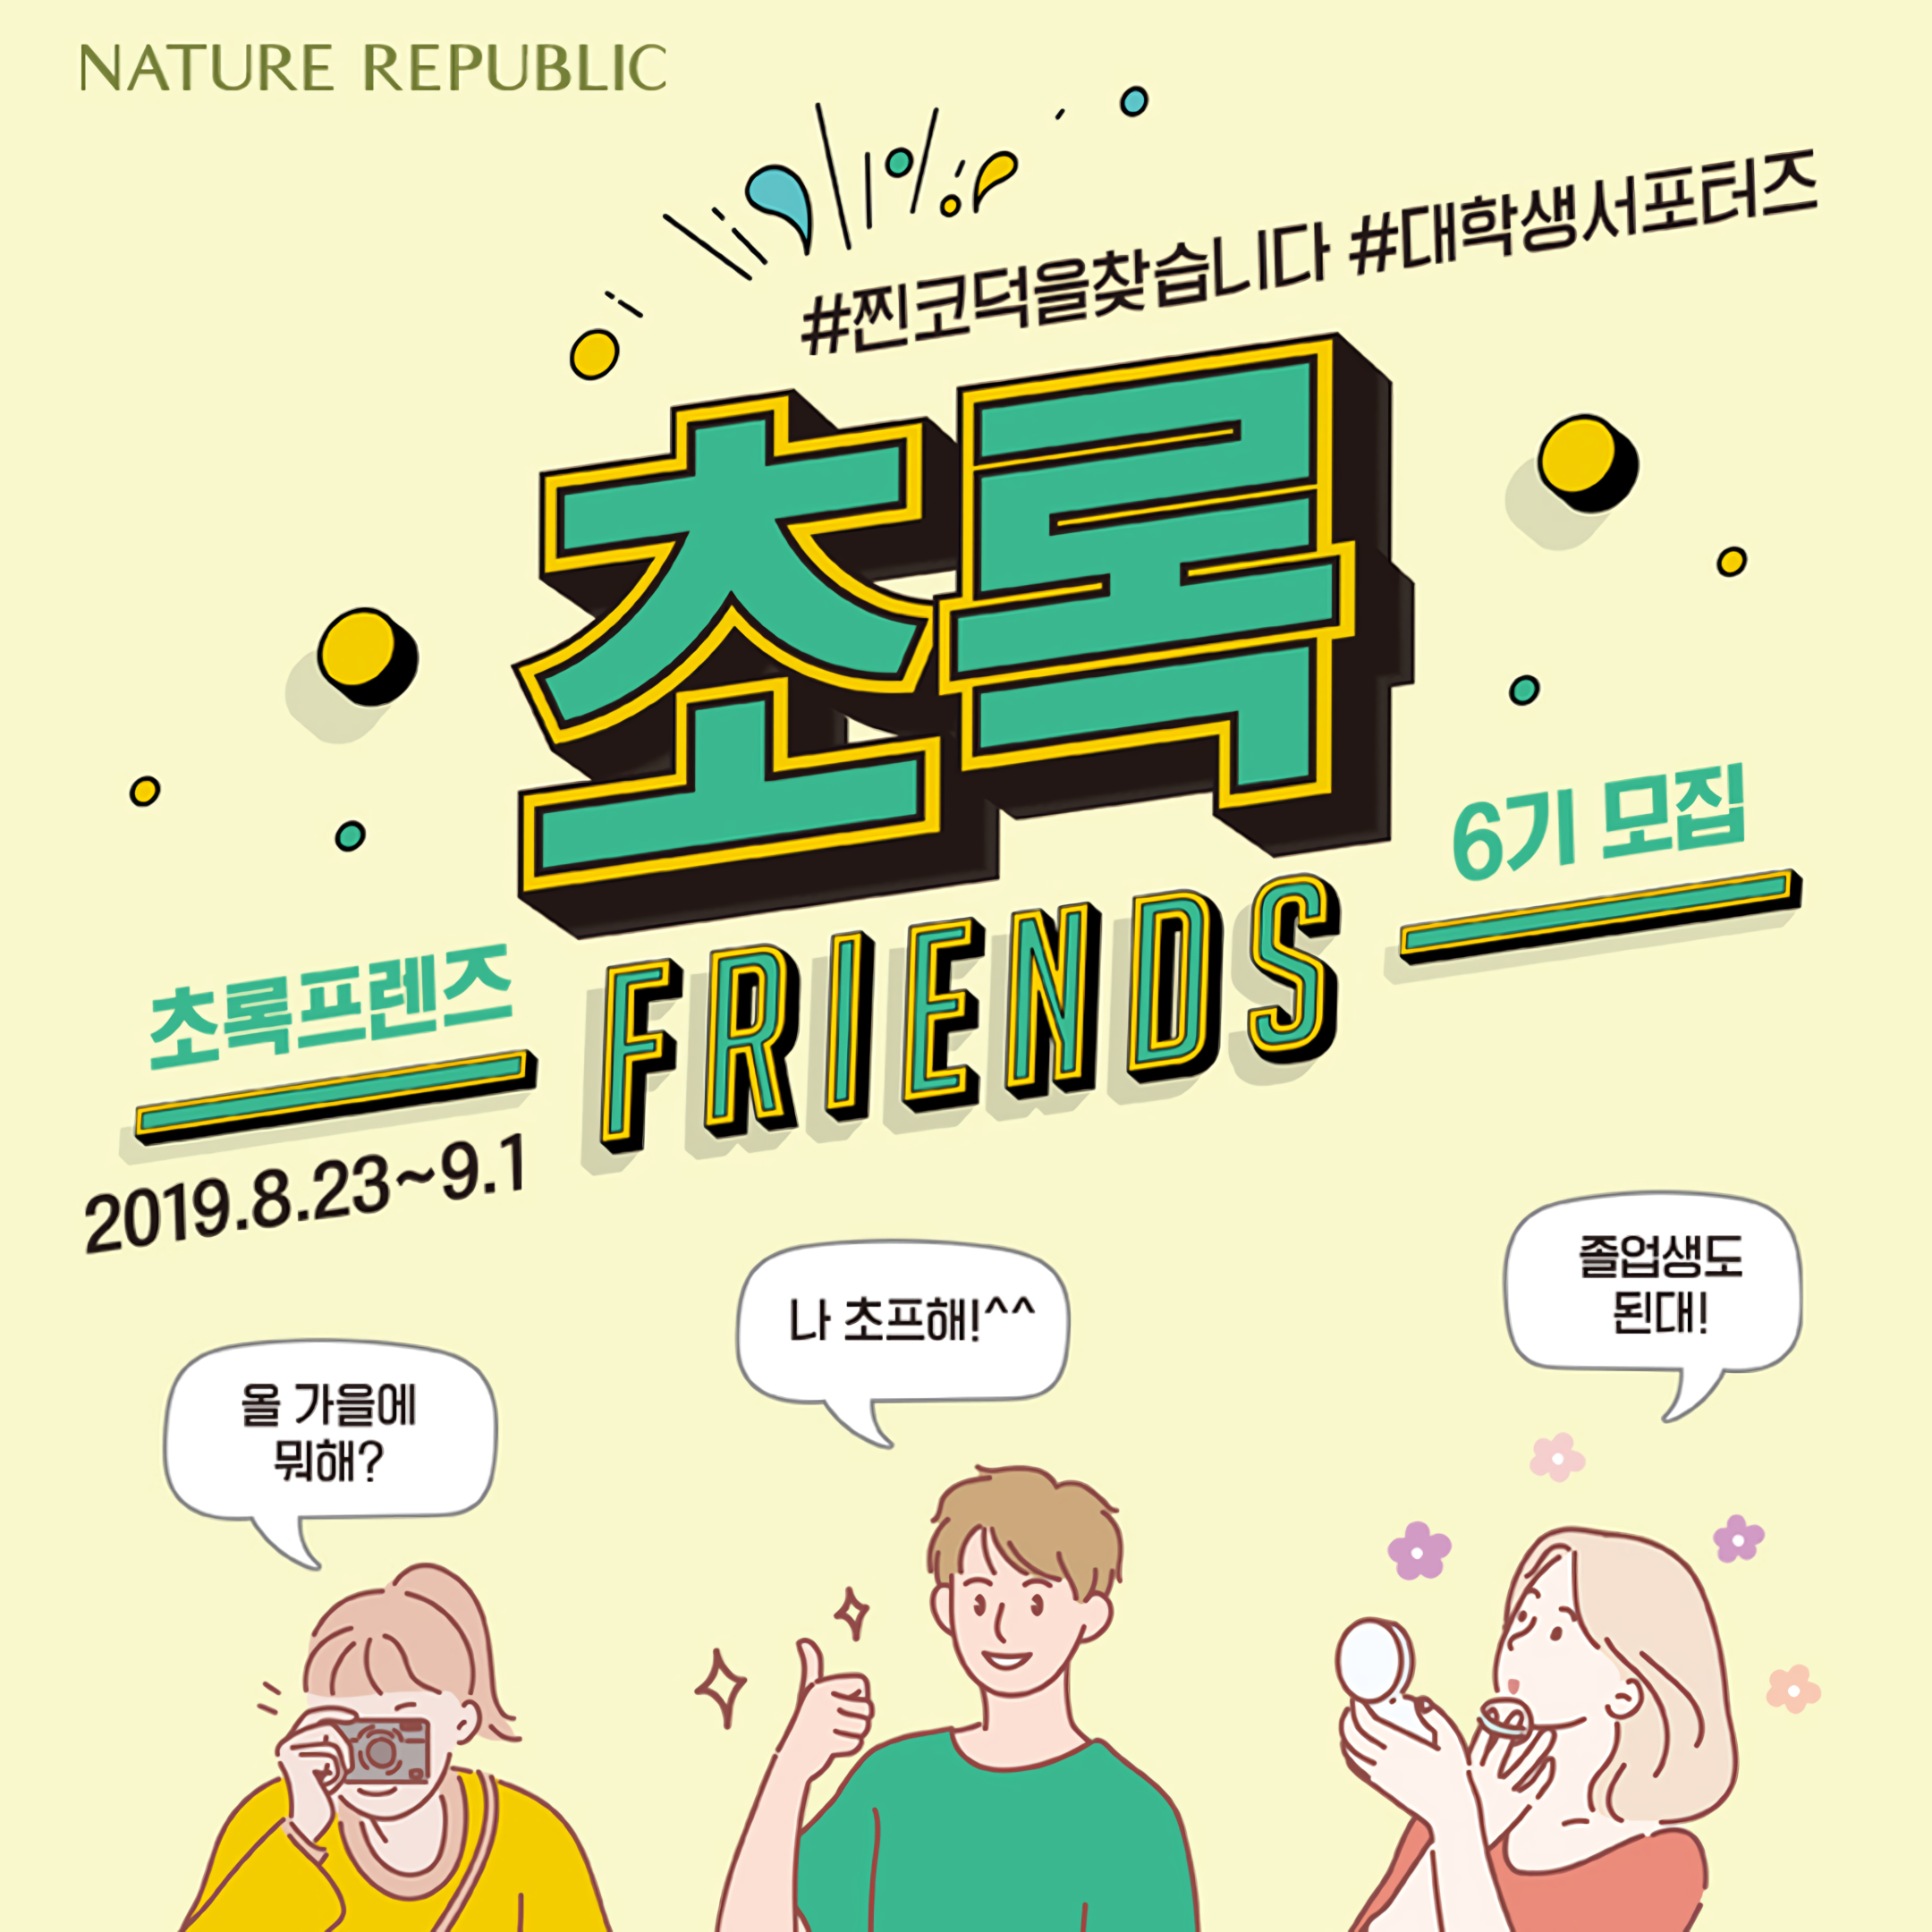 NATURE REPUBLIC
#찐코덕을찾습니다 #대학생서포터즈
초록
6기 모집
FRIENDS
초록프렌즈
2019.8.23~9.1
올 가을에
뭐해?
나 초프해!^^
졸업생도
된대!